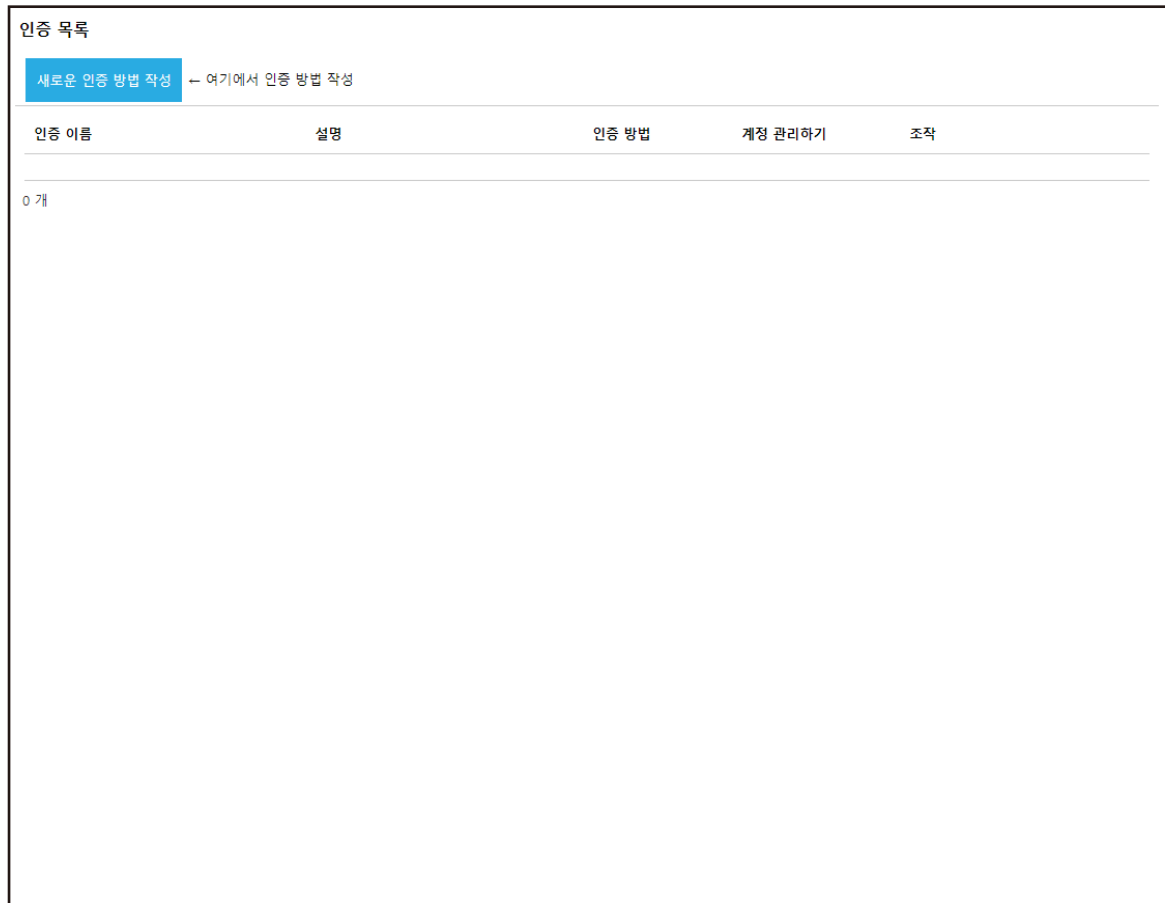 인증 목록
새로운 인증 방법 작성 ← 여기에서 인증 방법 작성
인증 이름 설명 인증 방법 계정 관리하기 조작
0 개